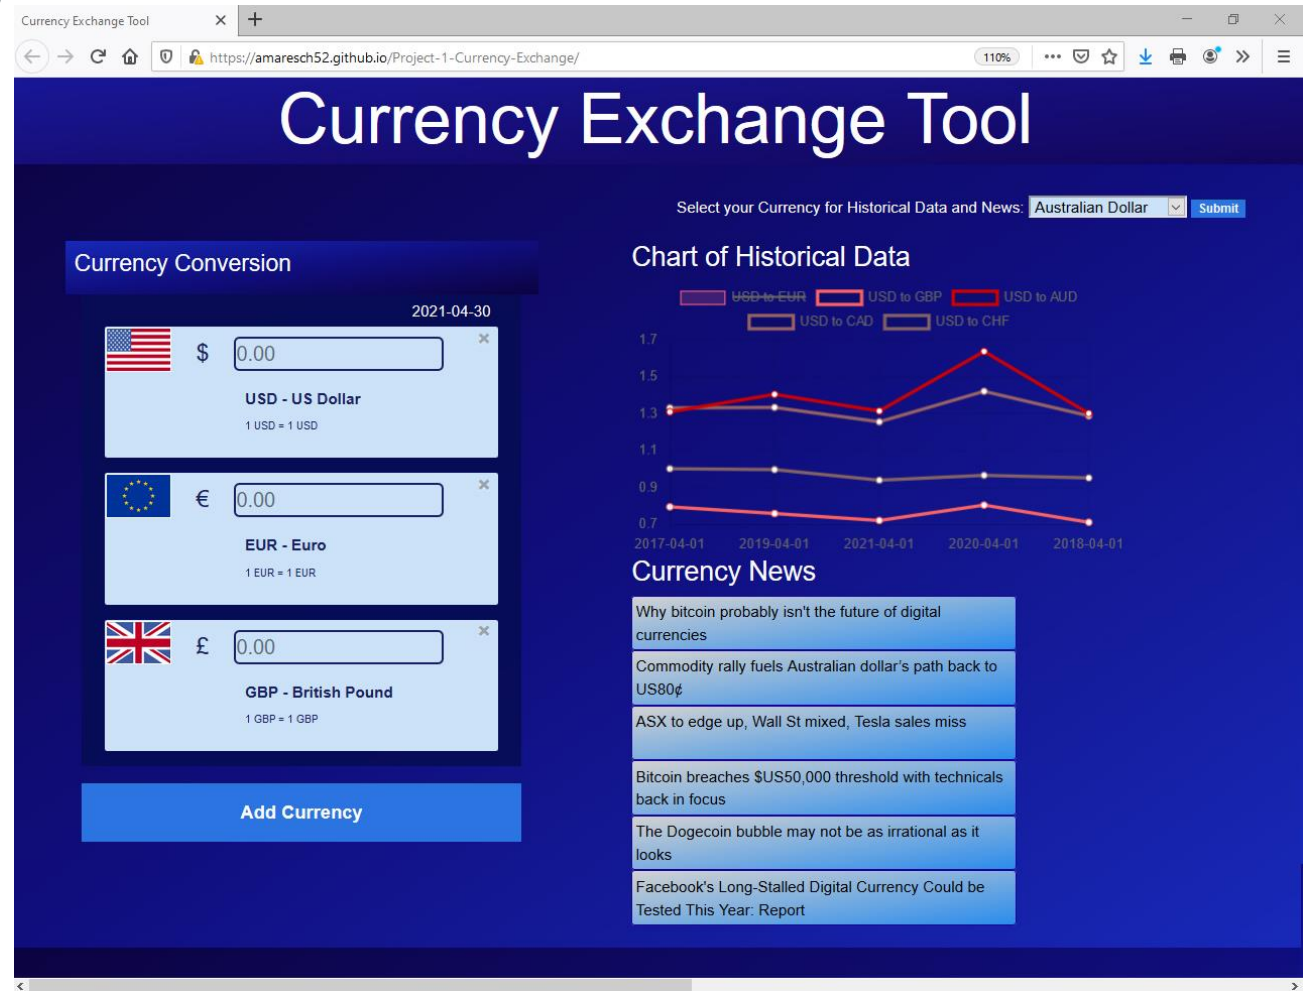 Currency Exchange Tool
https://amaresch52.github.io/Project-1-Currency-Exchange/
110%
Currency Exchange Tool
Select your Currency for Historical Data and News: Australian Dollar Submit
Currency Conversion
2021-04-30
$ 0.00
USD - US Dollar
1 USD = 1 USD
€ 0.00
EUR - Euro
1 EUR = 1 EUR
£ 0.00
GBP - British Pound
1 GBP = 1 GBP
Add Currency
Chart of Historical Data
USD to EUR USD to GBP USD to AUD
USD to CAD USD to CHF
1.7
1.5
1.3
1.1
0.9
0.7
2017-04-01 2019-04-01 2021-04-01 2020-04-01 2018-04-01
Currency News
Why bitcoin probably isn't the future of digital
currencies
Commodity rally fuels Australian dollar's path back to
US80¢
ASX to edge up, Wall St mixed, Tesla sales miss
Bitcoin breaches $US50,000 threshold with technicals
back in focus
The Dogecoin bubble may not be as irrational as it
looks
Facebook's Long-Stalled Digital Currency Could be
Tested This Year: Report